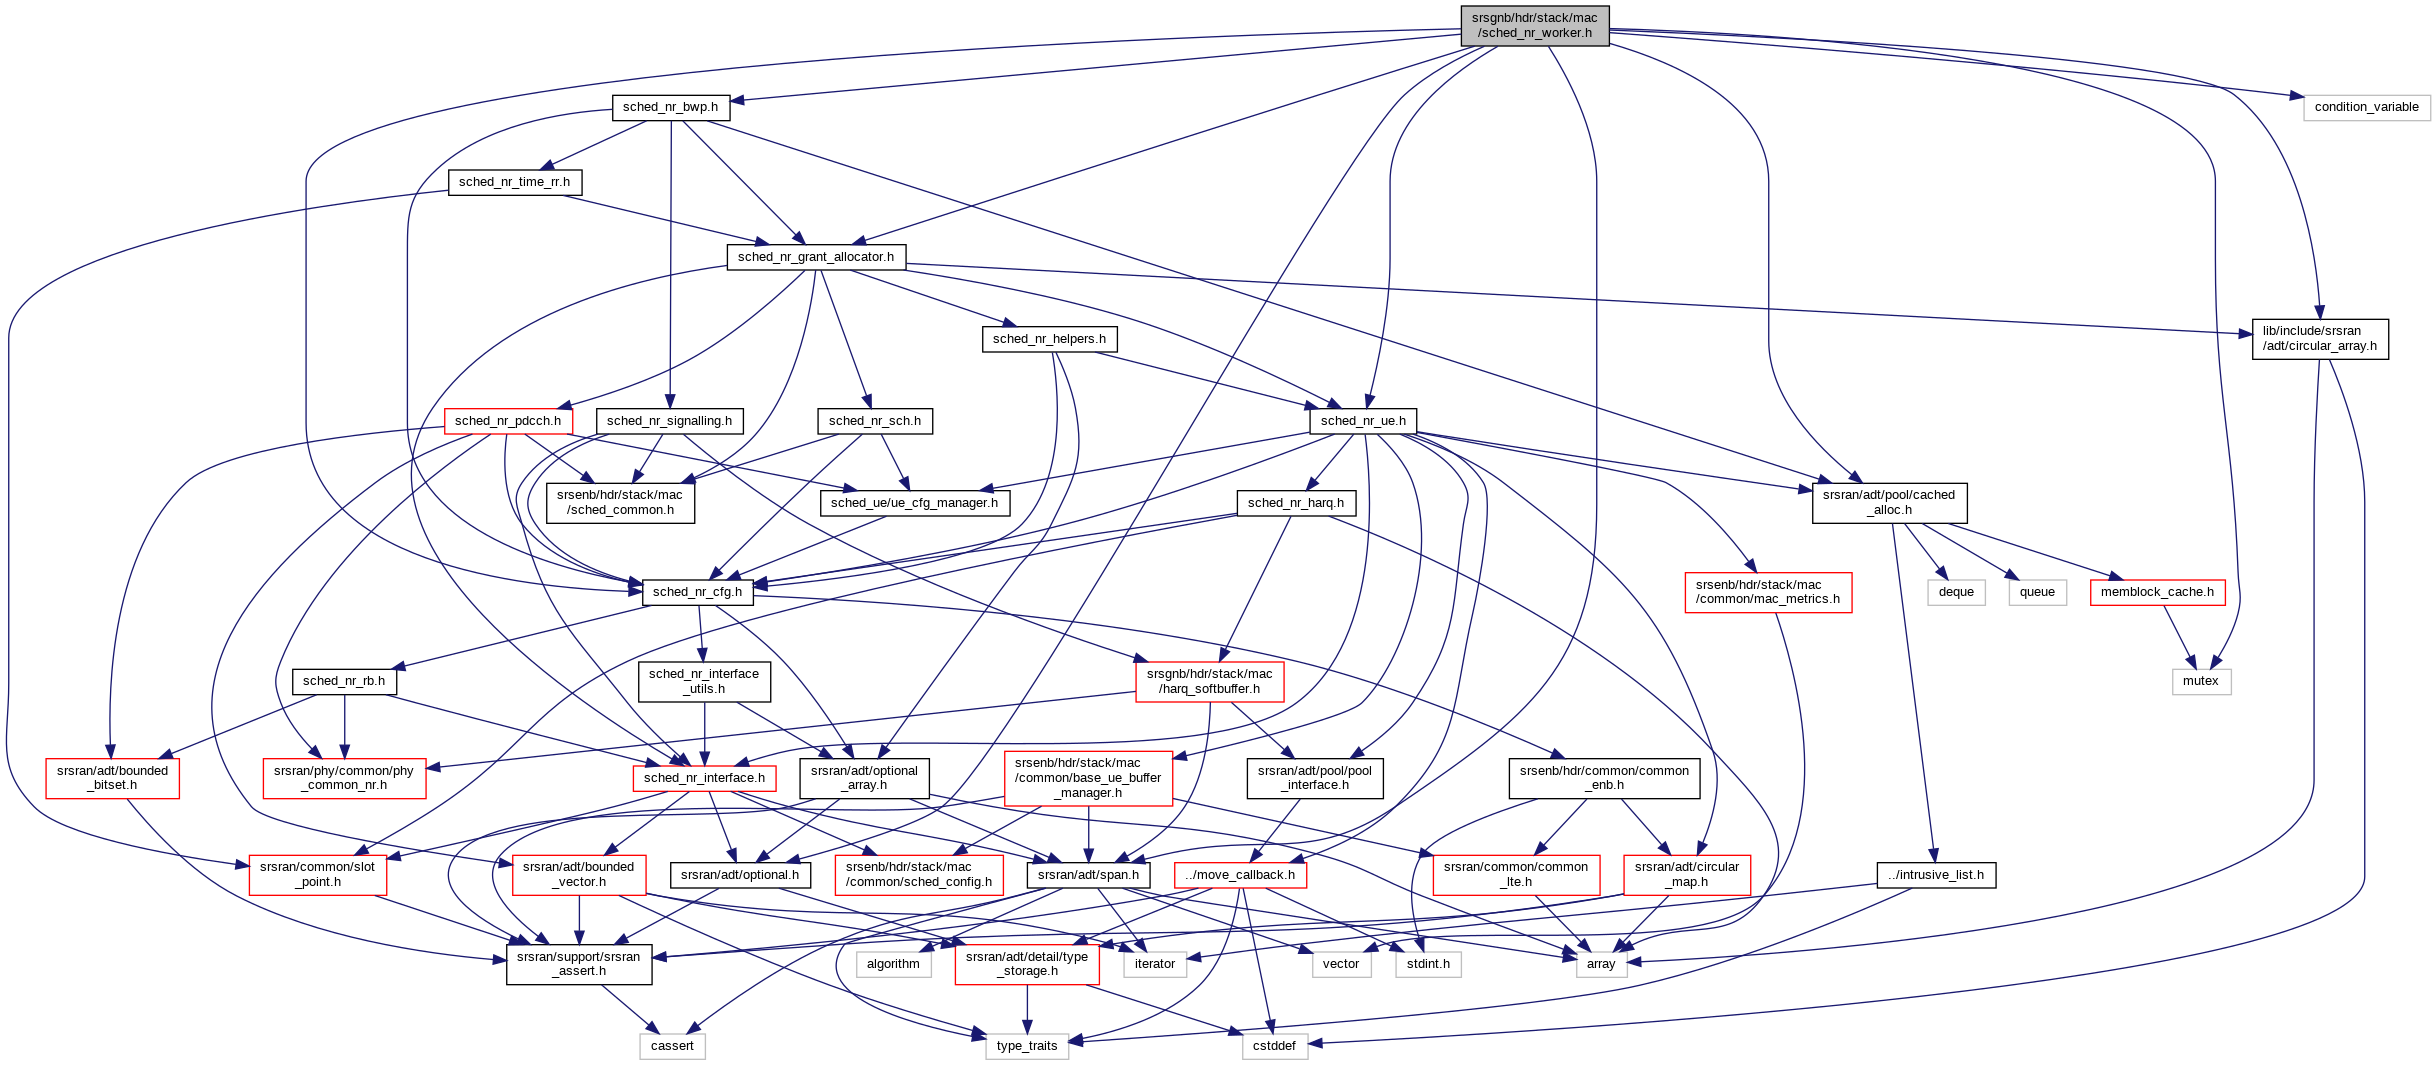 srsgnb/hdr/stack/mac
/sched_nr_worker.h
sched_nr_bwp.h
condition_variable
sched_nr_time_rr.h
sched_nr_grant_allocator.h
sched_nr_helpers.h
lib/include/srsran
/adt/circular_array.h
sched_nr_pdcch.h
sched_nr_signalling.h
sched_nr_sch.h
sched_nr_ue.h
srsenb/hdr/stack/mac
/sched_common.h
sched_ue/ue_cfg_manager.h
sched_nr_harq.h
srsran/adt/pool/cached
_alloc.h
sched_nr_cfg.h
srsenb/hdr/stack/mac
/common/mac_metrics.h
deque
queue
memblock_cache.h
sched_nr_rb.h
sched_nr_interface
_utils.h
srsgnb/hdr/stack/mac
/harq_softbuffer.h
mutex
srsran/adt/bounded
_bitset.h
srsran/phy/common/phy
_common_nr.h
sched_nr_interface.h
srsran/adt/optional
_array.h
srsenb/hdr/stack/mac
/common/base_ue_buffer
_manager.h
srsran/adt/pool/pool
_interface.h
srsenb/hdr/common/common
_enb.h
srsran/common/slot
_point.h
srsran/adt/bounded
_vector.h
srsran/adt/optional.h
srsenb/hdr/stack/mac
/common/sched_config.h
srsran/adt/span.h
../move_callback.h
srsran/common/common
_lte.h
srsran/adt/circular
_map.h
../intrusive_list.h
srsran/support/srsran
_assert.h
algorithm
srsran/adt/detail/type
_storage.h
iterator
vector
stdint.h
array
cassert
type_traits
cstddef